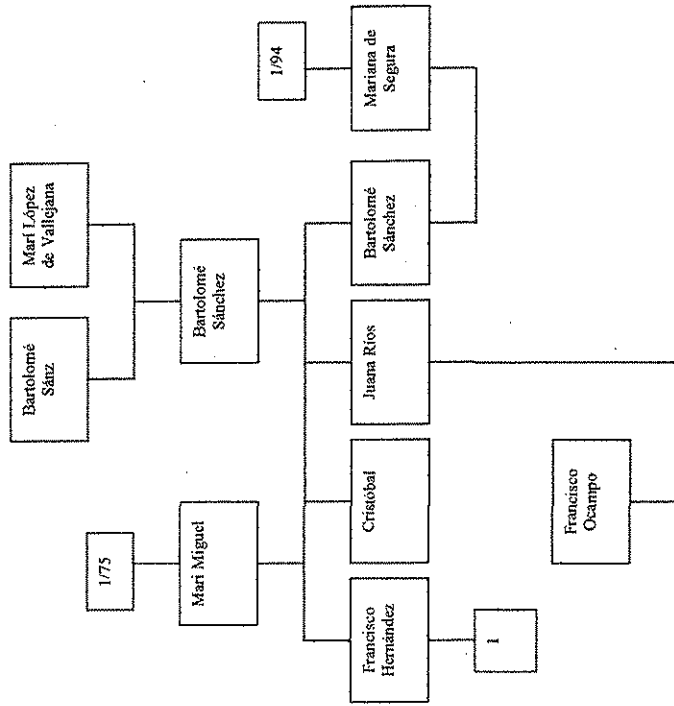 Bartolomé
Sánz
Mari López
de Vallejana
1/75
1/94
Mari Miguel
Bartolomé
Sánchez
Francisco
Hernández
Cristóbal
Juana Ríos
Bartolomé
Sánchez
Mariana de
Segura
1
Francisco
Ocampo